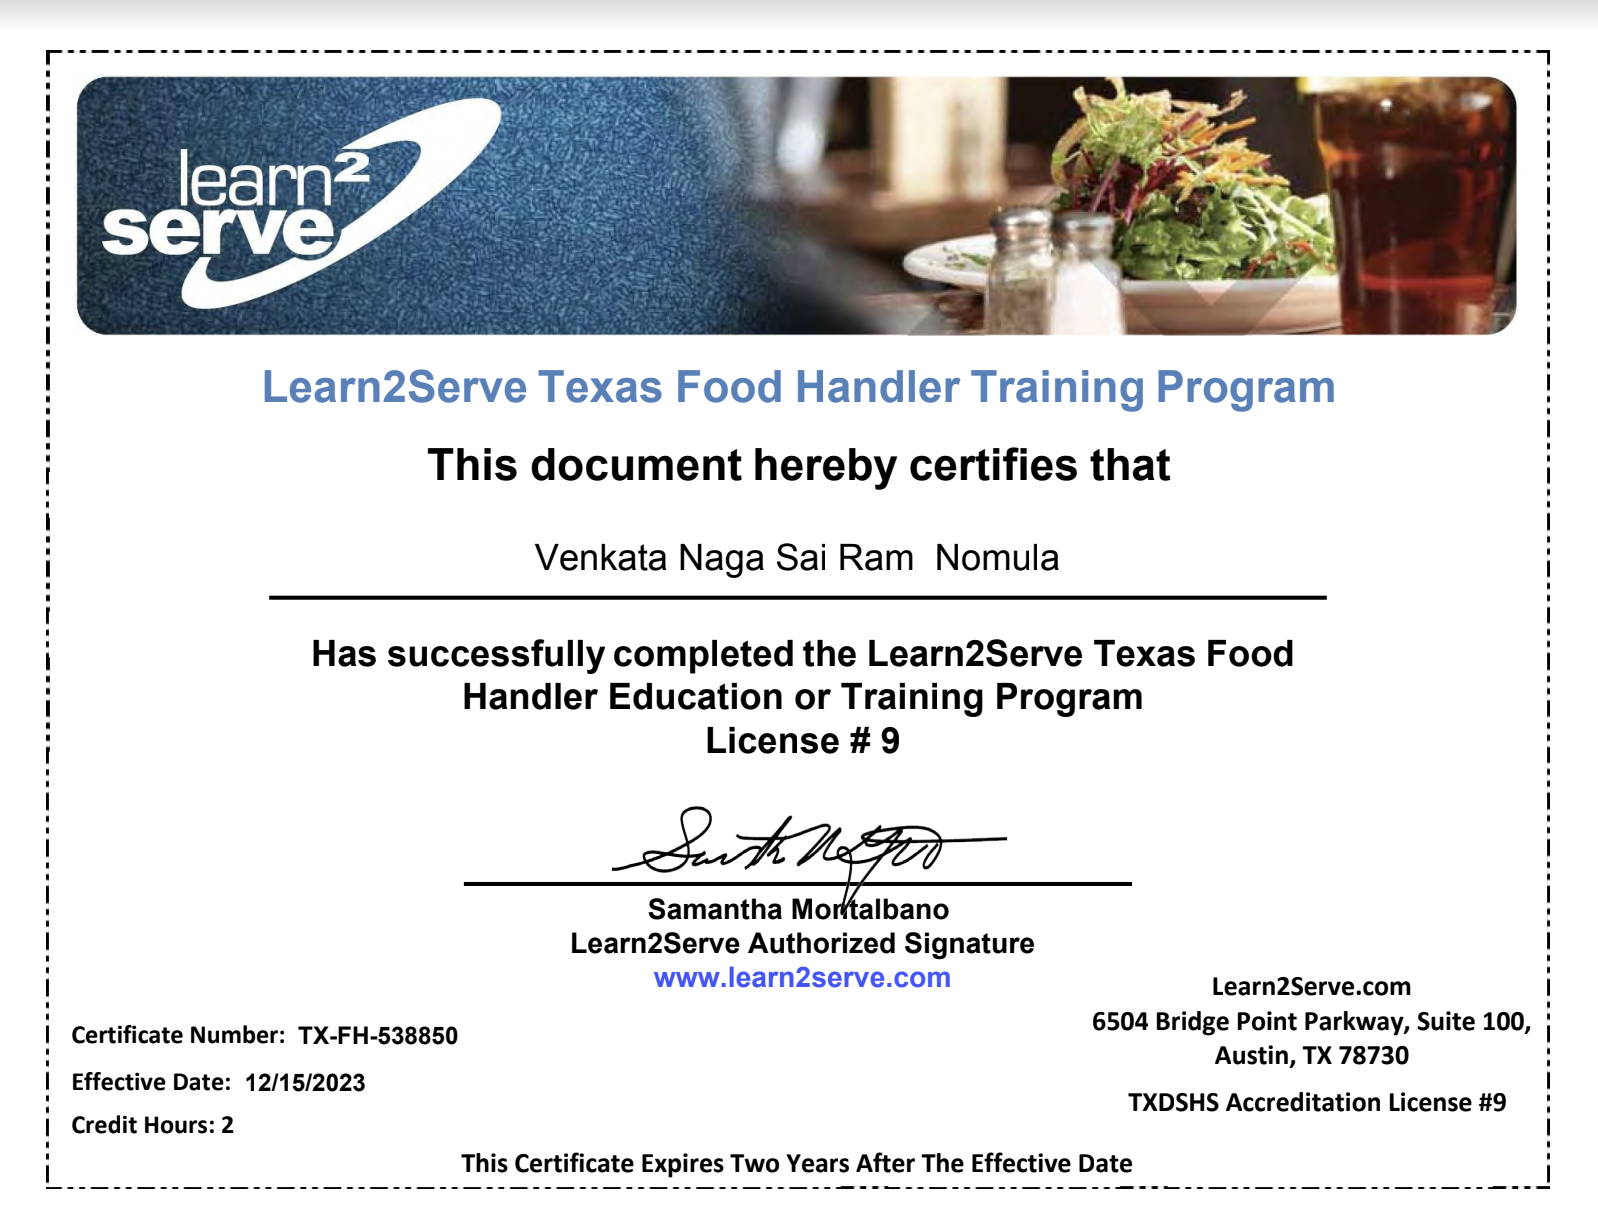 learn2
serve
Learn2Serve Texas Food Handler Training Program
This document hereby certifies that
Venkata Naga Sai Ram  Nomula
Has successfully completed the Learn2Serve Texas Food
Handler Education or Training Program
License # 9
Samantha Montalbano
Learn2Serve Authorized Signature
www.learn2serve.com
Certificate Number: TX-FH-538850
Effective Date: 12/15/2023
Credit Hours: 2
Learn2Serve.com
6504 Bridge Point Parkway, Suite 100,
Austin, TX 78730
TXDSHS Accreditation License #9
This Certificate Expires Two Years After The Effective Date